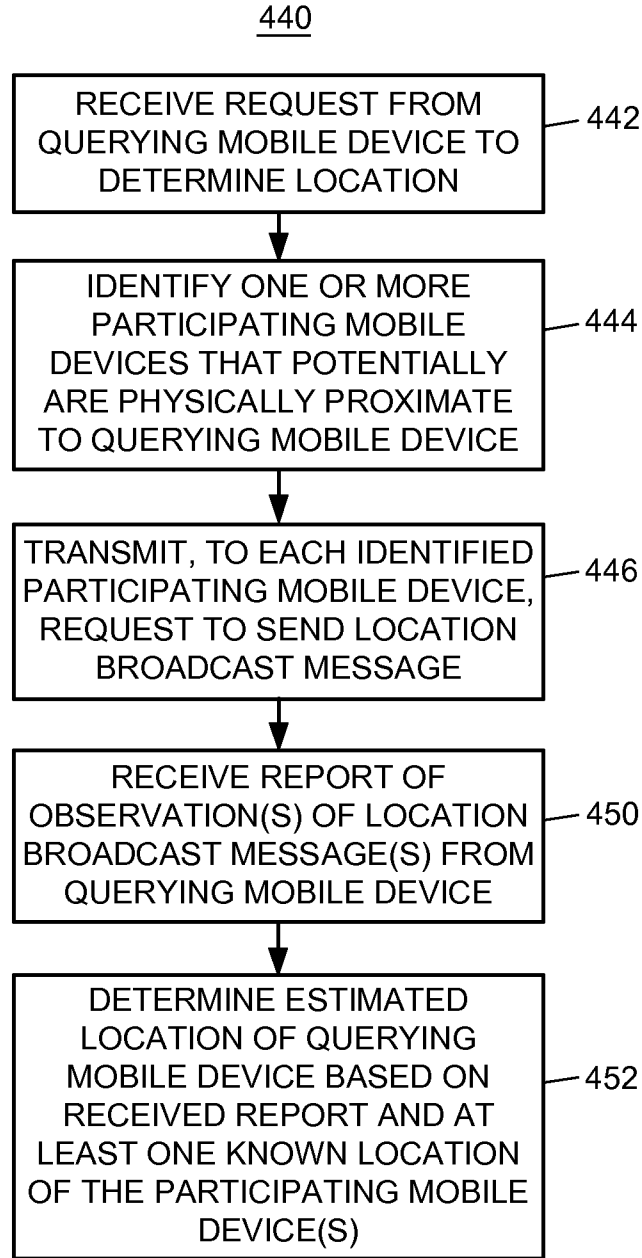 440
RECEIVE REQUEST FROM
QUERYING MOBILE DEVICE TO
DETERMINE LOCATION
442
IDENTIFY ONE OR MORE
PARTICIPATING MOBILE
DEVICES THAT POTENTIALLY
ARE PHYSICALLY PROXIMATE
TO QUERYING MOBILE DEVICE
444
TRANSMIT, TO EACH IDENTIFIED
PARTICIPATING MOBILE DEVICE,
REQUEST TO SEND LOCATION
BROADCAST MESSAGE
446
RECEIVE REPORT OF
OBSERVATION(S) OF LOCATION
BROADCAST MESSAGE(S) FROM
QUERYING MOBILE DEVICE
450
DETERMINE ESTIMATED
LOCATION OF QUERYING
MOBILE DEVICE BASED ON
RECEIVED REPORT AND AT
LEAST ONE KNOWN LOCATION
OF THE PARTICIPATING MOBILE
DEVICE(S)
452